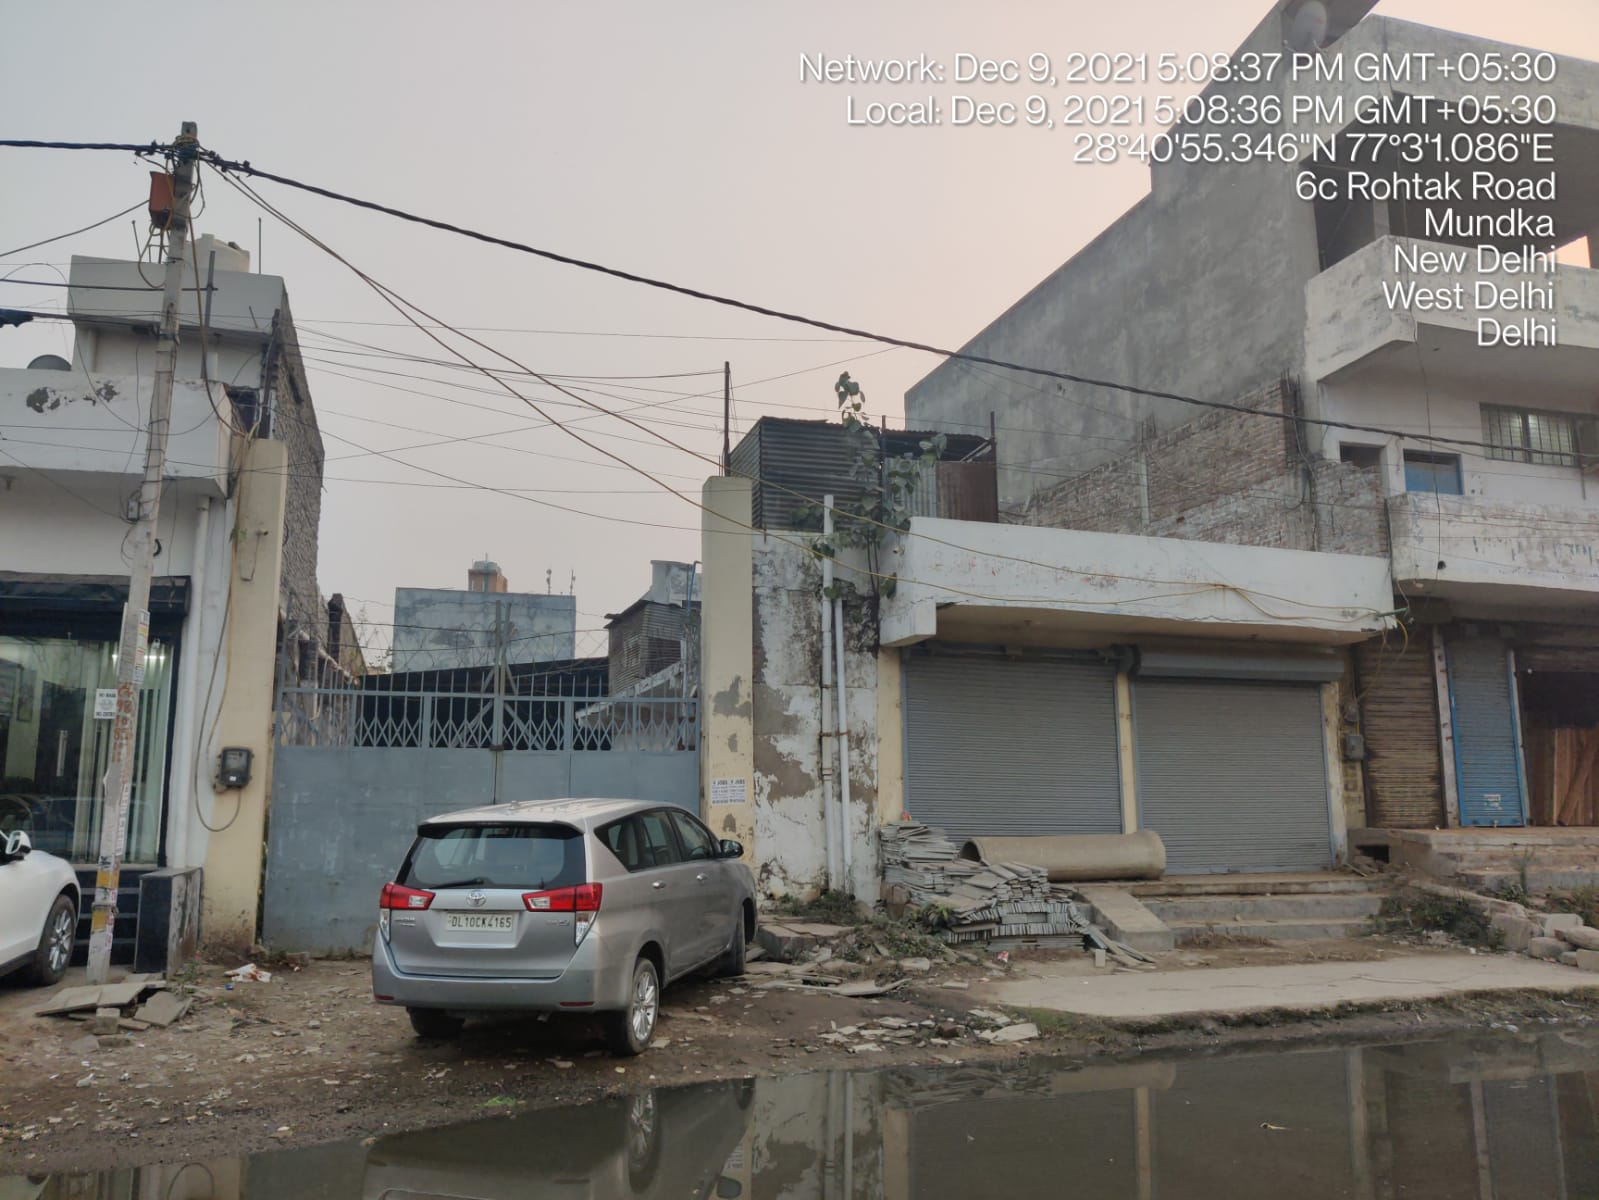 Network: Dec 9, 2021 5:08:37 PM GMT+05:30
Local: Dec 9, 2021 5:08:36 PM GMT+05:30
28°40'55.346"N 77°3'1.086"E
6c Rohtak Road
Mundka
New Delhi
West Delhi
Delhi
DL10CK4165